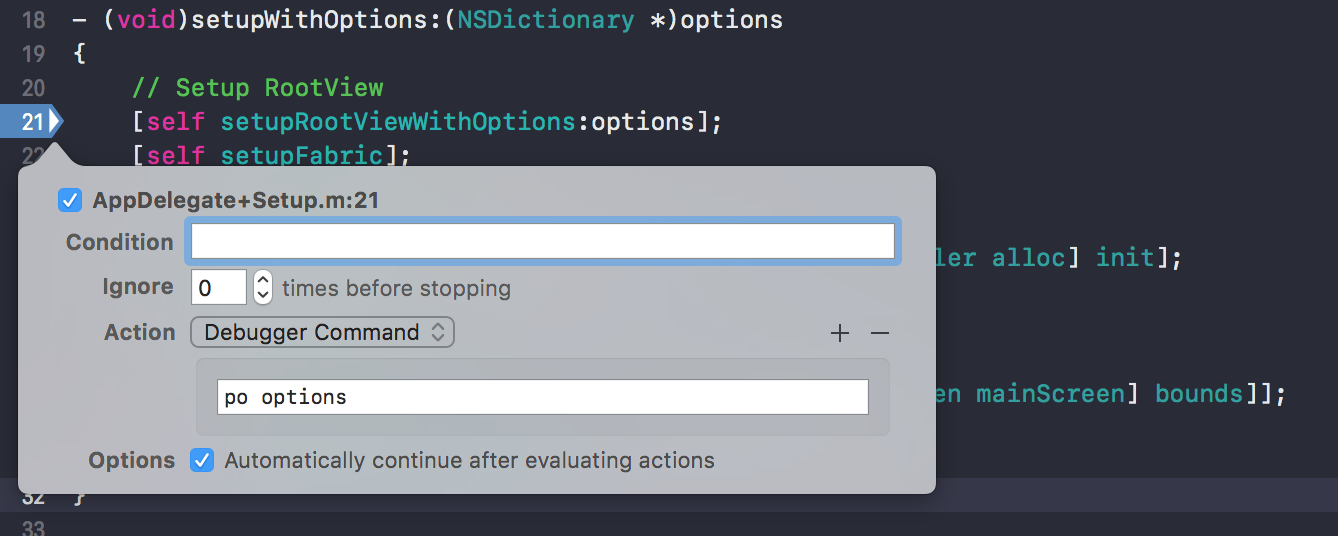 18 - (void)setupWithOptions:(NSDictionary *)options
19 {
20 // Setup RootView
21 [self setupRootViewWithOptions:options];
22 [self setupFabric];
AppDelegate+Setup.m:21
Condition
ler alloc] init];
Ignore 0 times before stopping
Action Debugger Command + −
po options
en mainScreen] bounds]];
Options Automatically continue after evaluating actions
32 }
33